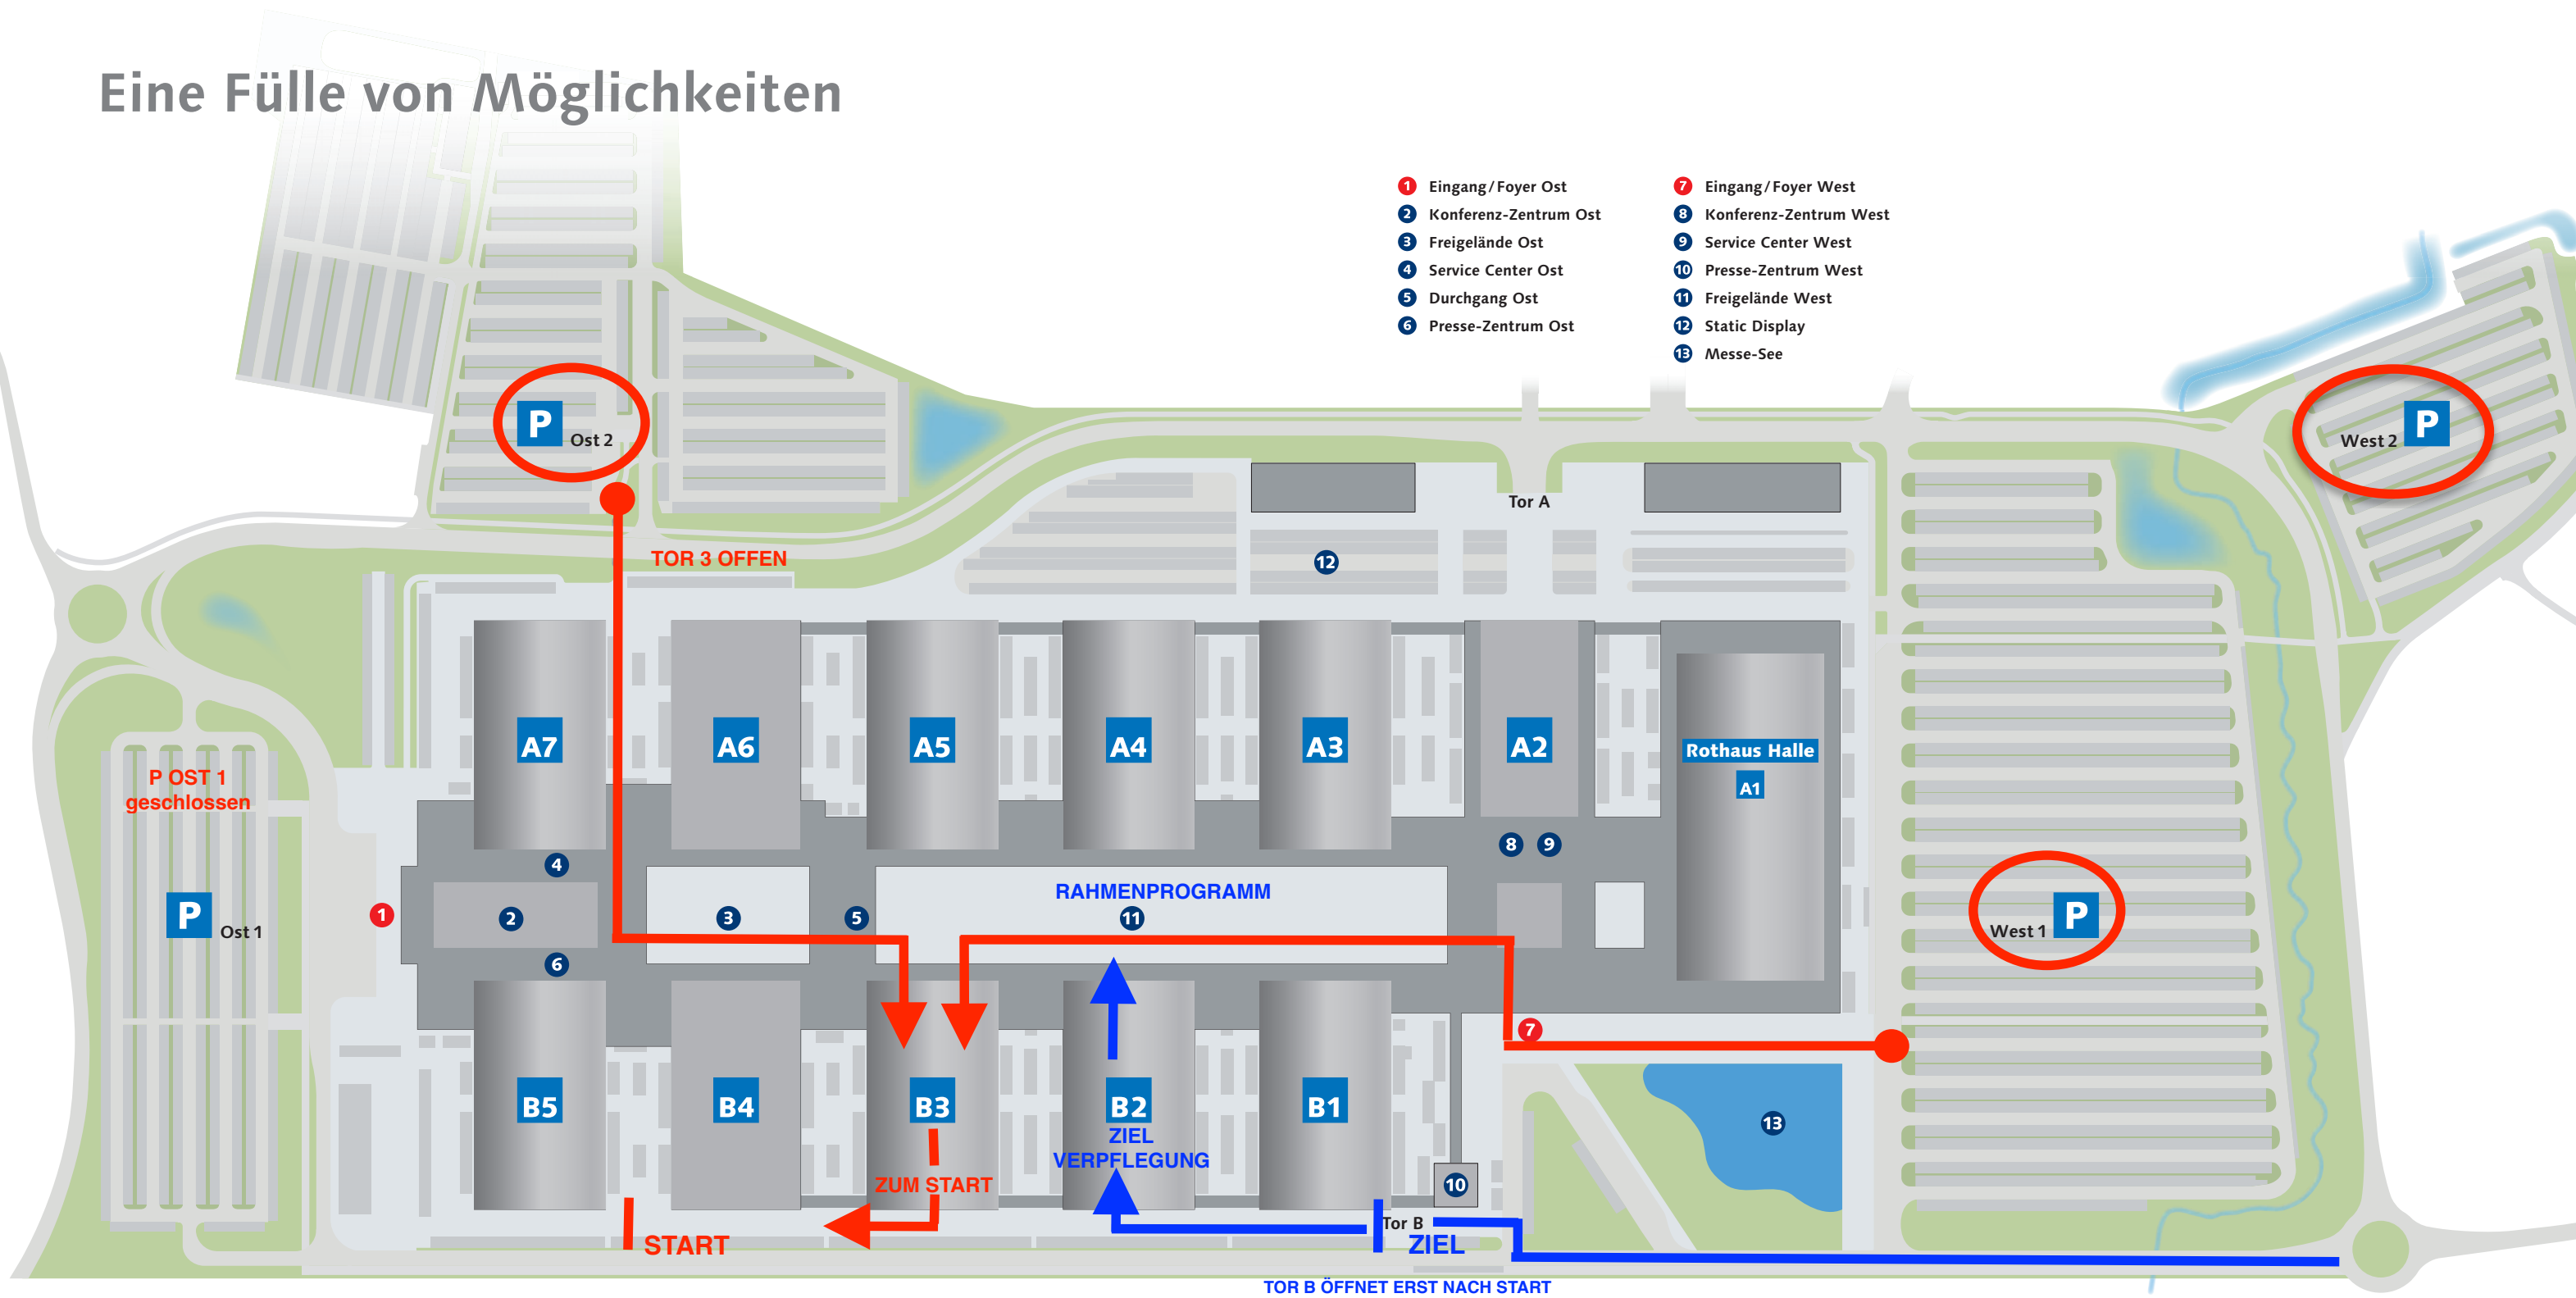 Eine Fülle von Möglichkeiten
1 Eingang/Foyer Ost
2 Konferenz-Zentrum Ost
3 Freigelände Ost
4 Service Center Ost
5 Durchgang Ost
6 Presse-Zentrum Ost
7 Eingang/Foyer West
8 Konferenz-Zentrum West
9 Service Center West
10 Presse-Zentrum West
11 Freigelände West
12 Static Display
13 Messe-See
P Ost 2
West 2 P
Tor A
TOR 3 OFFEN
12
A7
A6
A5
A4
A3
A2
Rothaus Halle
A1
P OST 1
geschlossen
8
9
4
RAHMENPROGRAMM
P Ost 1
1
2
3
5
11
West 1 P
6
7
B5
B4
B3
B2
B1
13
ZIEL
VERPFLEGUNG
ZUM START
10
Tor B
START
ZIEL
TOR B ÖFFNET ERST NACH START